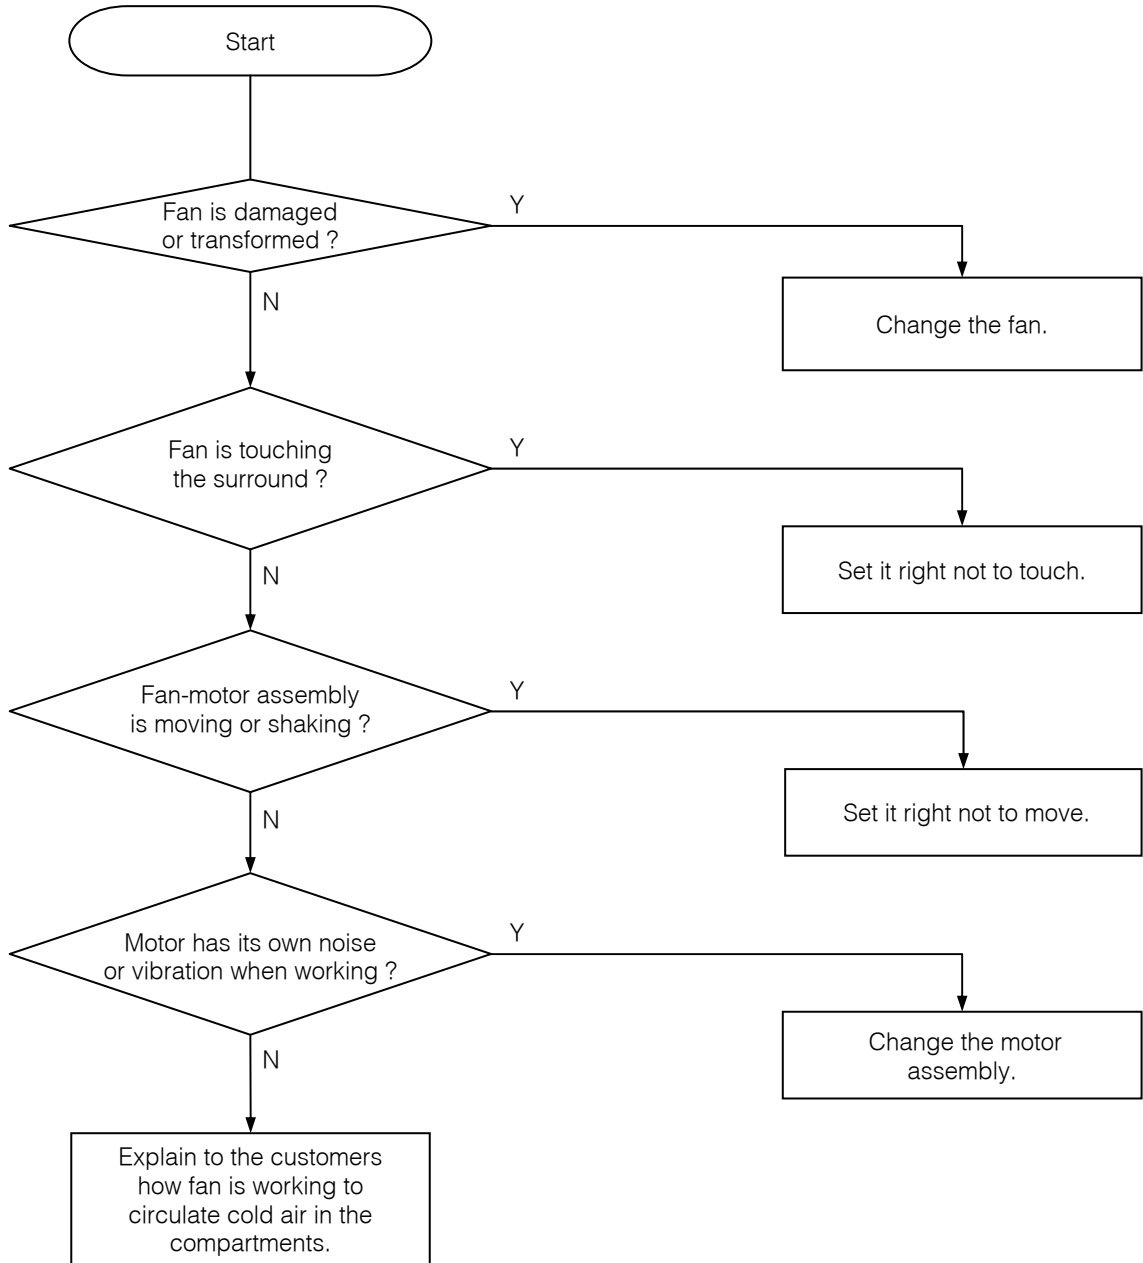 Start
Fan is damaged
or transformed ?
Y
Change the fan.
N
Fan is touching
the surround ?
Y
Set it right not to touch.
N
Fan-motor assembly
is moving or shaking ?
Y
Set it right not to move.
N
Motor has its own noise
or vibration when working ?
Y
Change the motor
assembly.
N
Explain to the customers
how fan is working to
circulate cold air in the
compartments.